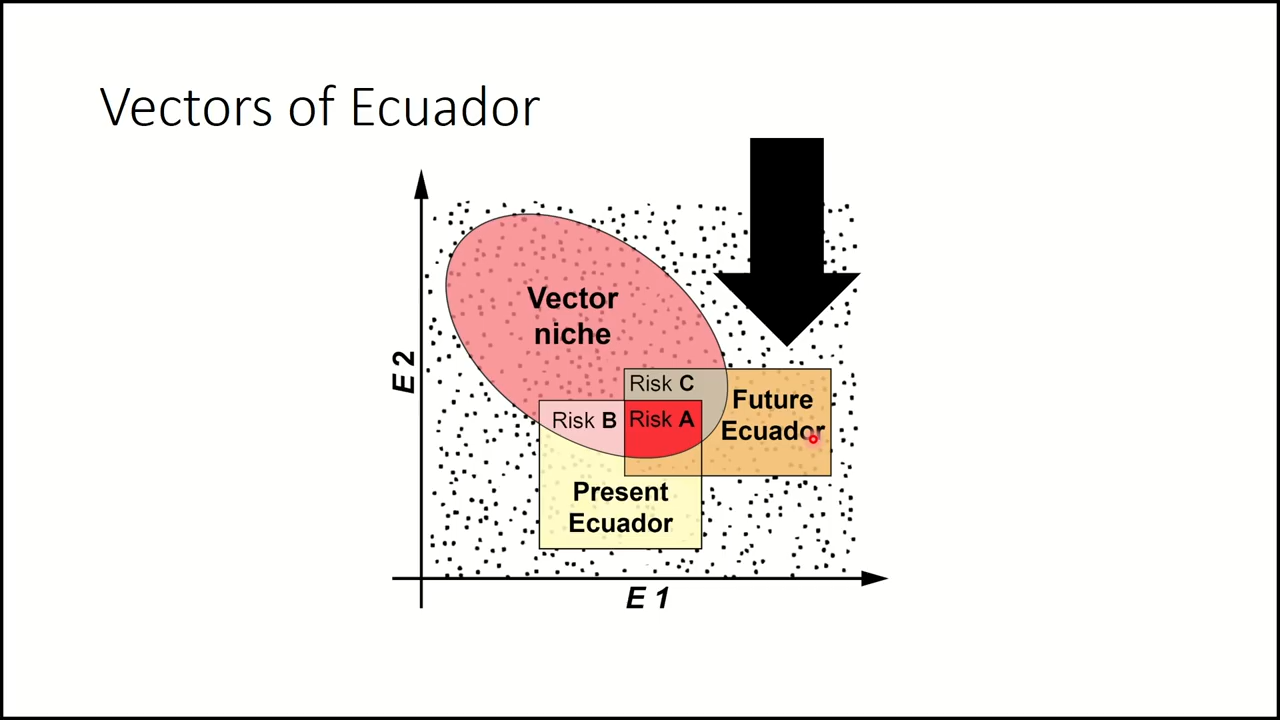 Vectors of Ecuador
E 2
Vector
niche
Risk C
Risk B
Risk A
Future
Ecuador
Present
Ecuador
E 1